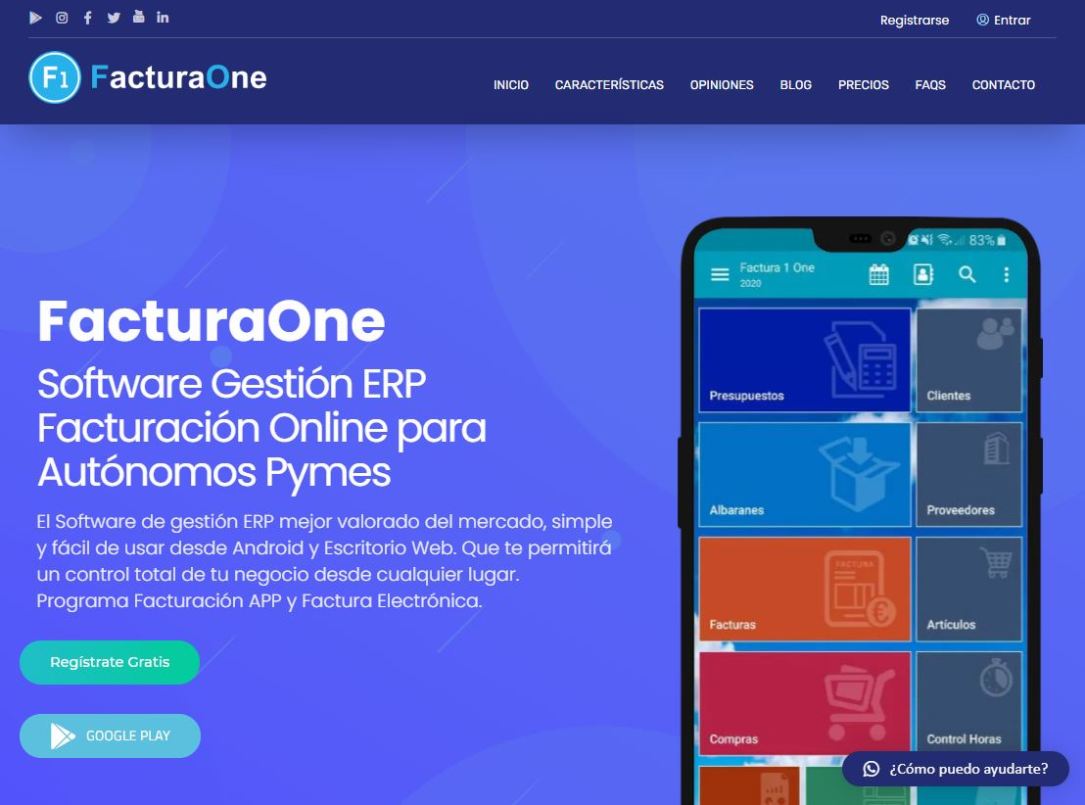 Registrarse
Entrar
F1 FacturaOne
INICIO
CARACTERÍSTICAS
OPINIONES
BLOG
PRECIOS
FAQS
CONTACTO
FacturaOne
Software Gestión ERP
Facturación Online para
Autónomos Pymes
El Software de gestión ERP mejor valorado del mercado, simple
y fácil de usar desde Android y Escritorio Web. Que te permitirá
un control total de tu negocio desde cualquier lugar.
Programa Facturación APP y Factura Electrónica.
Regístrate Gratis
GOOGLE PLAY
83%
Factura 1 One
2020
Presupuestos
Clientes
Albaranes
Proveedores
FACTURA
Facturas
Artículos
Compras
Control Horas
¿Cómo puedo ayudarte?